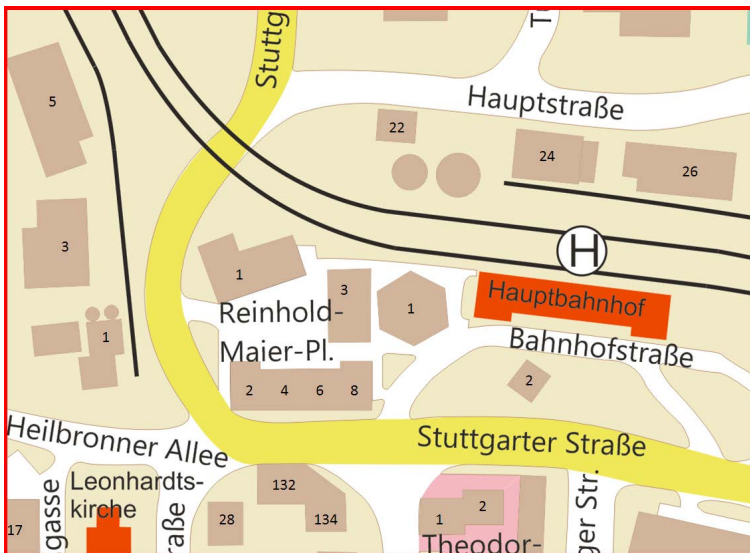 Stuttg
T
5
Hauptstraße
22
24
26
3
H
1
Hauptbahnhof
3
1
Reinhold-
Maier-Pl.
1
Bahnhofstraße
2
2 4 6 8
Stuttgarter Straße
Heilbronner Allee
Leonhardts-
kirche
132
134
28
17
gasse
raße
1
2
ger Str.
Theodor-